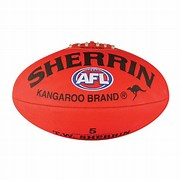 SHERRIN
AFL
KANGAROO BRAND
5
T.W. SHERRIN